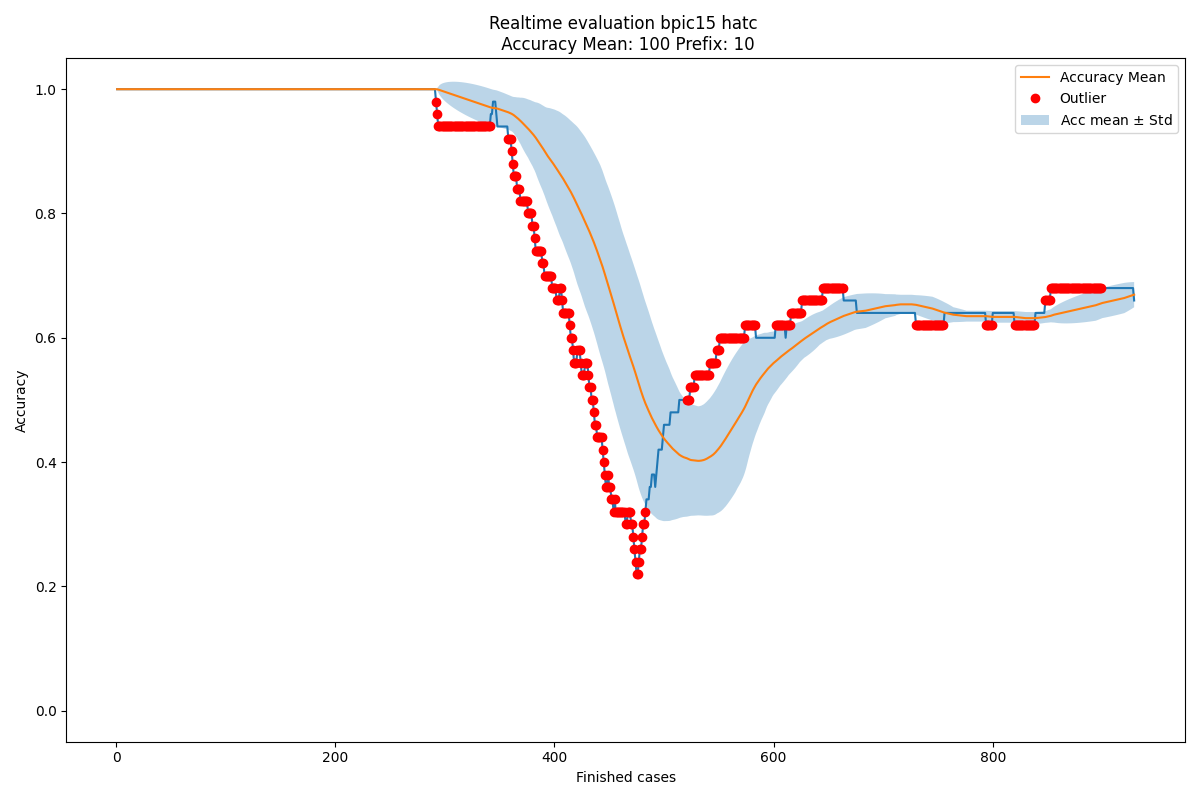 Realtime evaluation bpic15 hatc
Accuracy Mean: 100 Prefix: 10
Accuracy Mean
Outlier
Acc mean ± Std
1.0
0.8
0.6
0.4
0.2
0.0
Accuracy
0 200 400 600 800
Finished cases